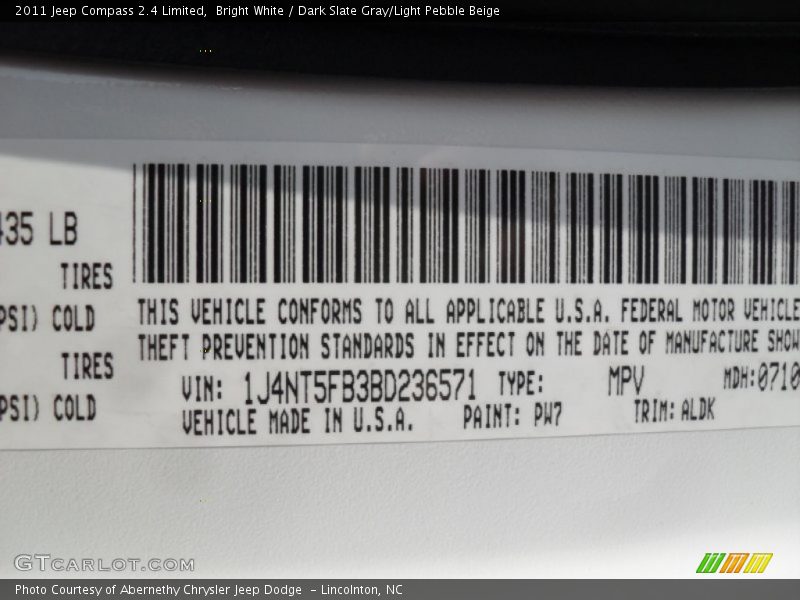 2011 Jeep Compass 2.4 Limited,  Bright White / Dark Slate Gray/Light Pebble Beige
435 LB
TIRES
PSI) COLD
TIRES
PSI) COLD
THIS VEHICLE CONFORMS TO ALL APPLICABLE U.S.A. FEDERAL MOTOR VEHICLE
THEFT PREVENTION STANDARDS IN EFFECT ON THE DATE OF MANUFACTURE SHOW
VIN: 1J4NT5FB3BD236571 TYPE: MPV MDH:0710
VEHICLE MADE IN U.S.A. PAINT: PW7 TRIM: ALDK
GTCARLOT.COM
Photo Courtesy of Abernethy Chrysler Jeep Dodge  - Lincolnton, NC